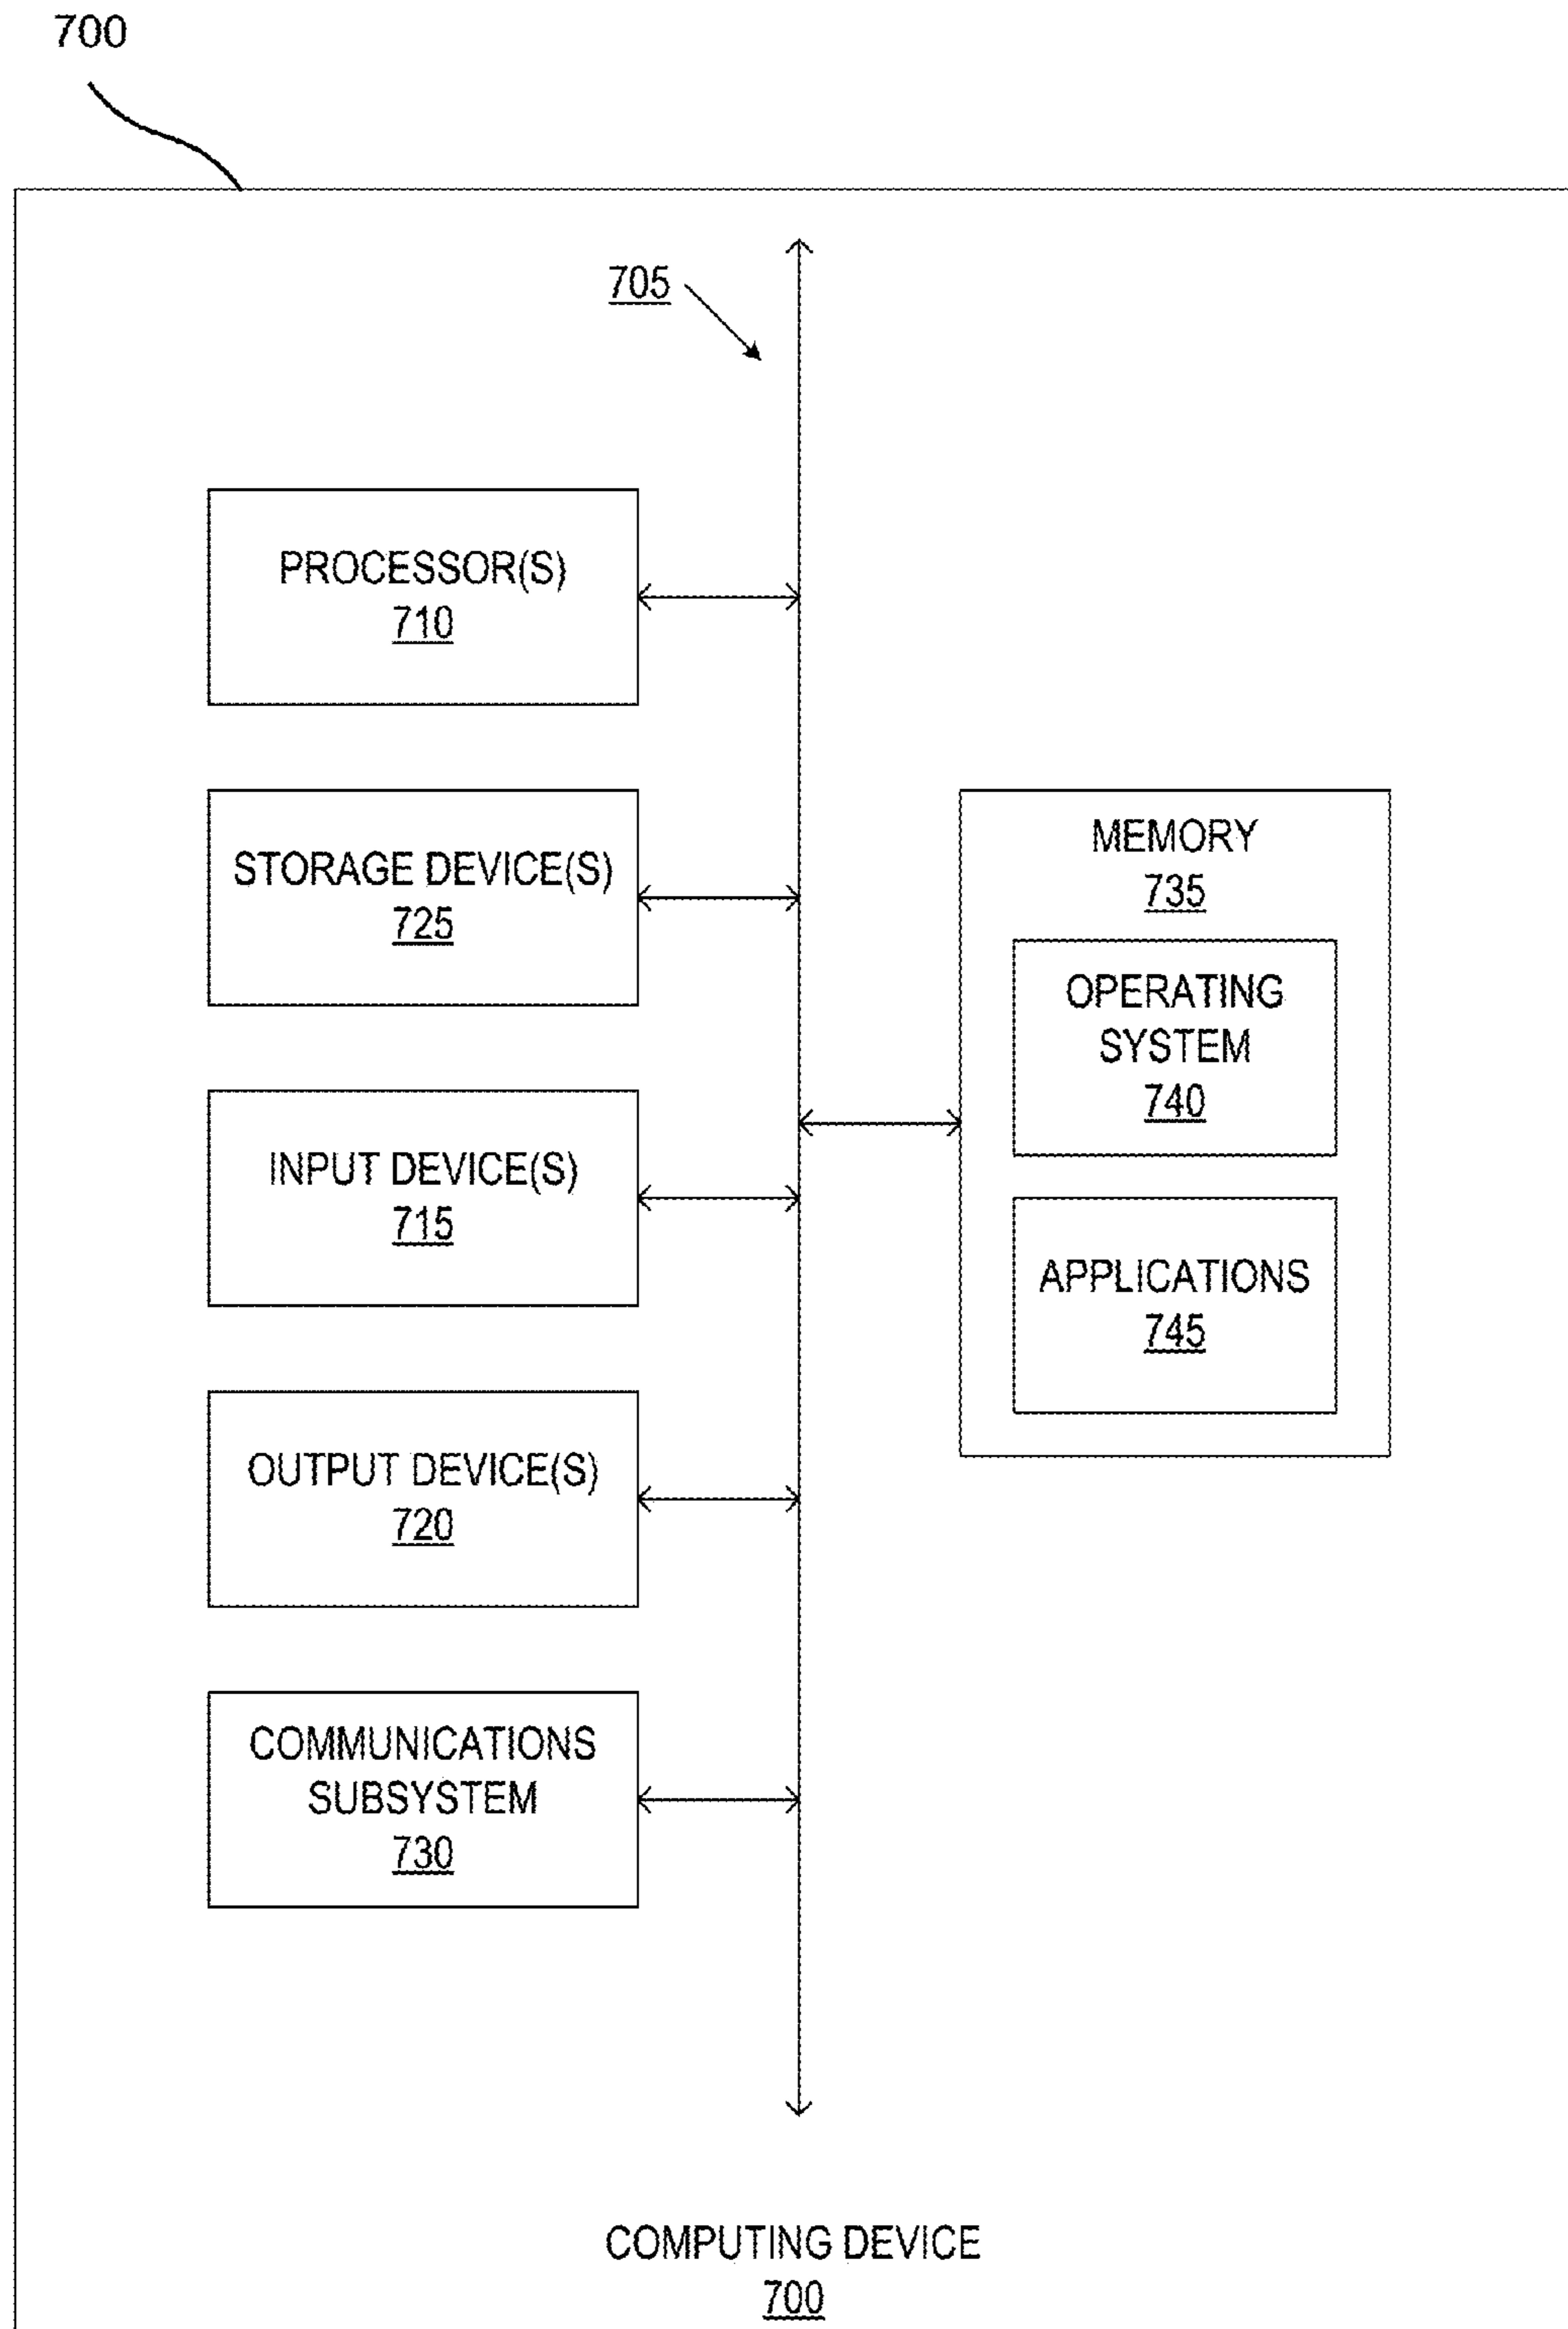 700
705
PROCESSOR(S)
710
STORAGE DEVICE(S)
725
INPUT DEVICE(S)
715
OUTPUT DEVICE(S)
720
COMMUNICATIONS
SUBSYSTEM
730
MEMORY
735
OPERATING
SYSTEM
740
APPLICATIONS
745
COMPUTING DEVICE
700